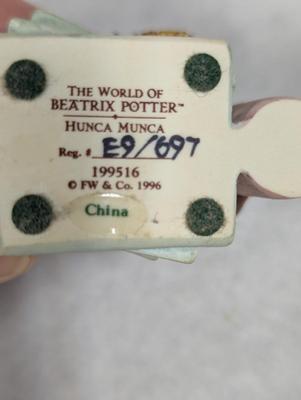 THE WORLD OF
BEATRIX POTTER™
HUNCA MUNCA
REG. # E9/697
199516
© FW & Co. 1996
China